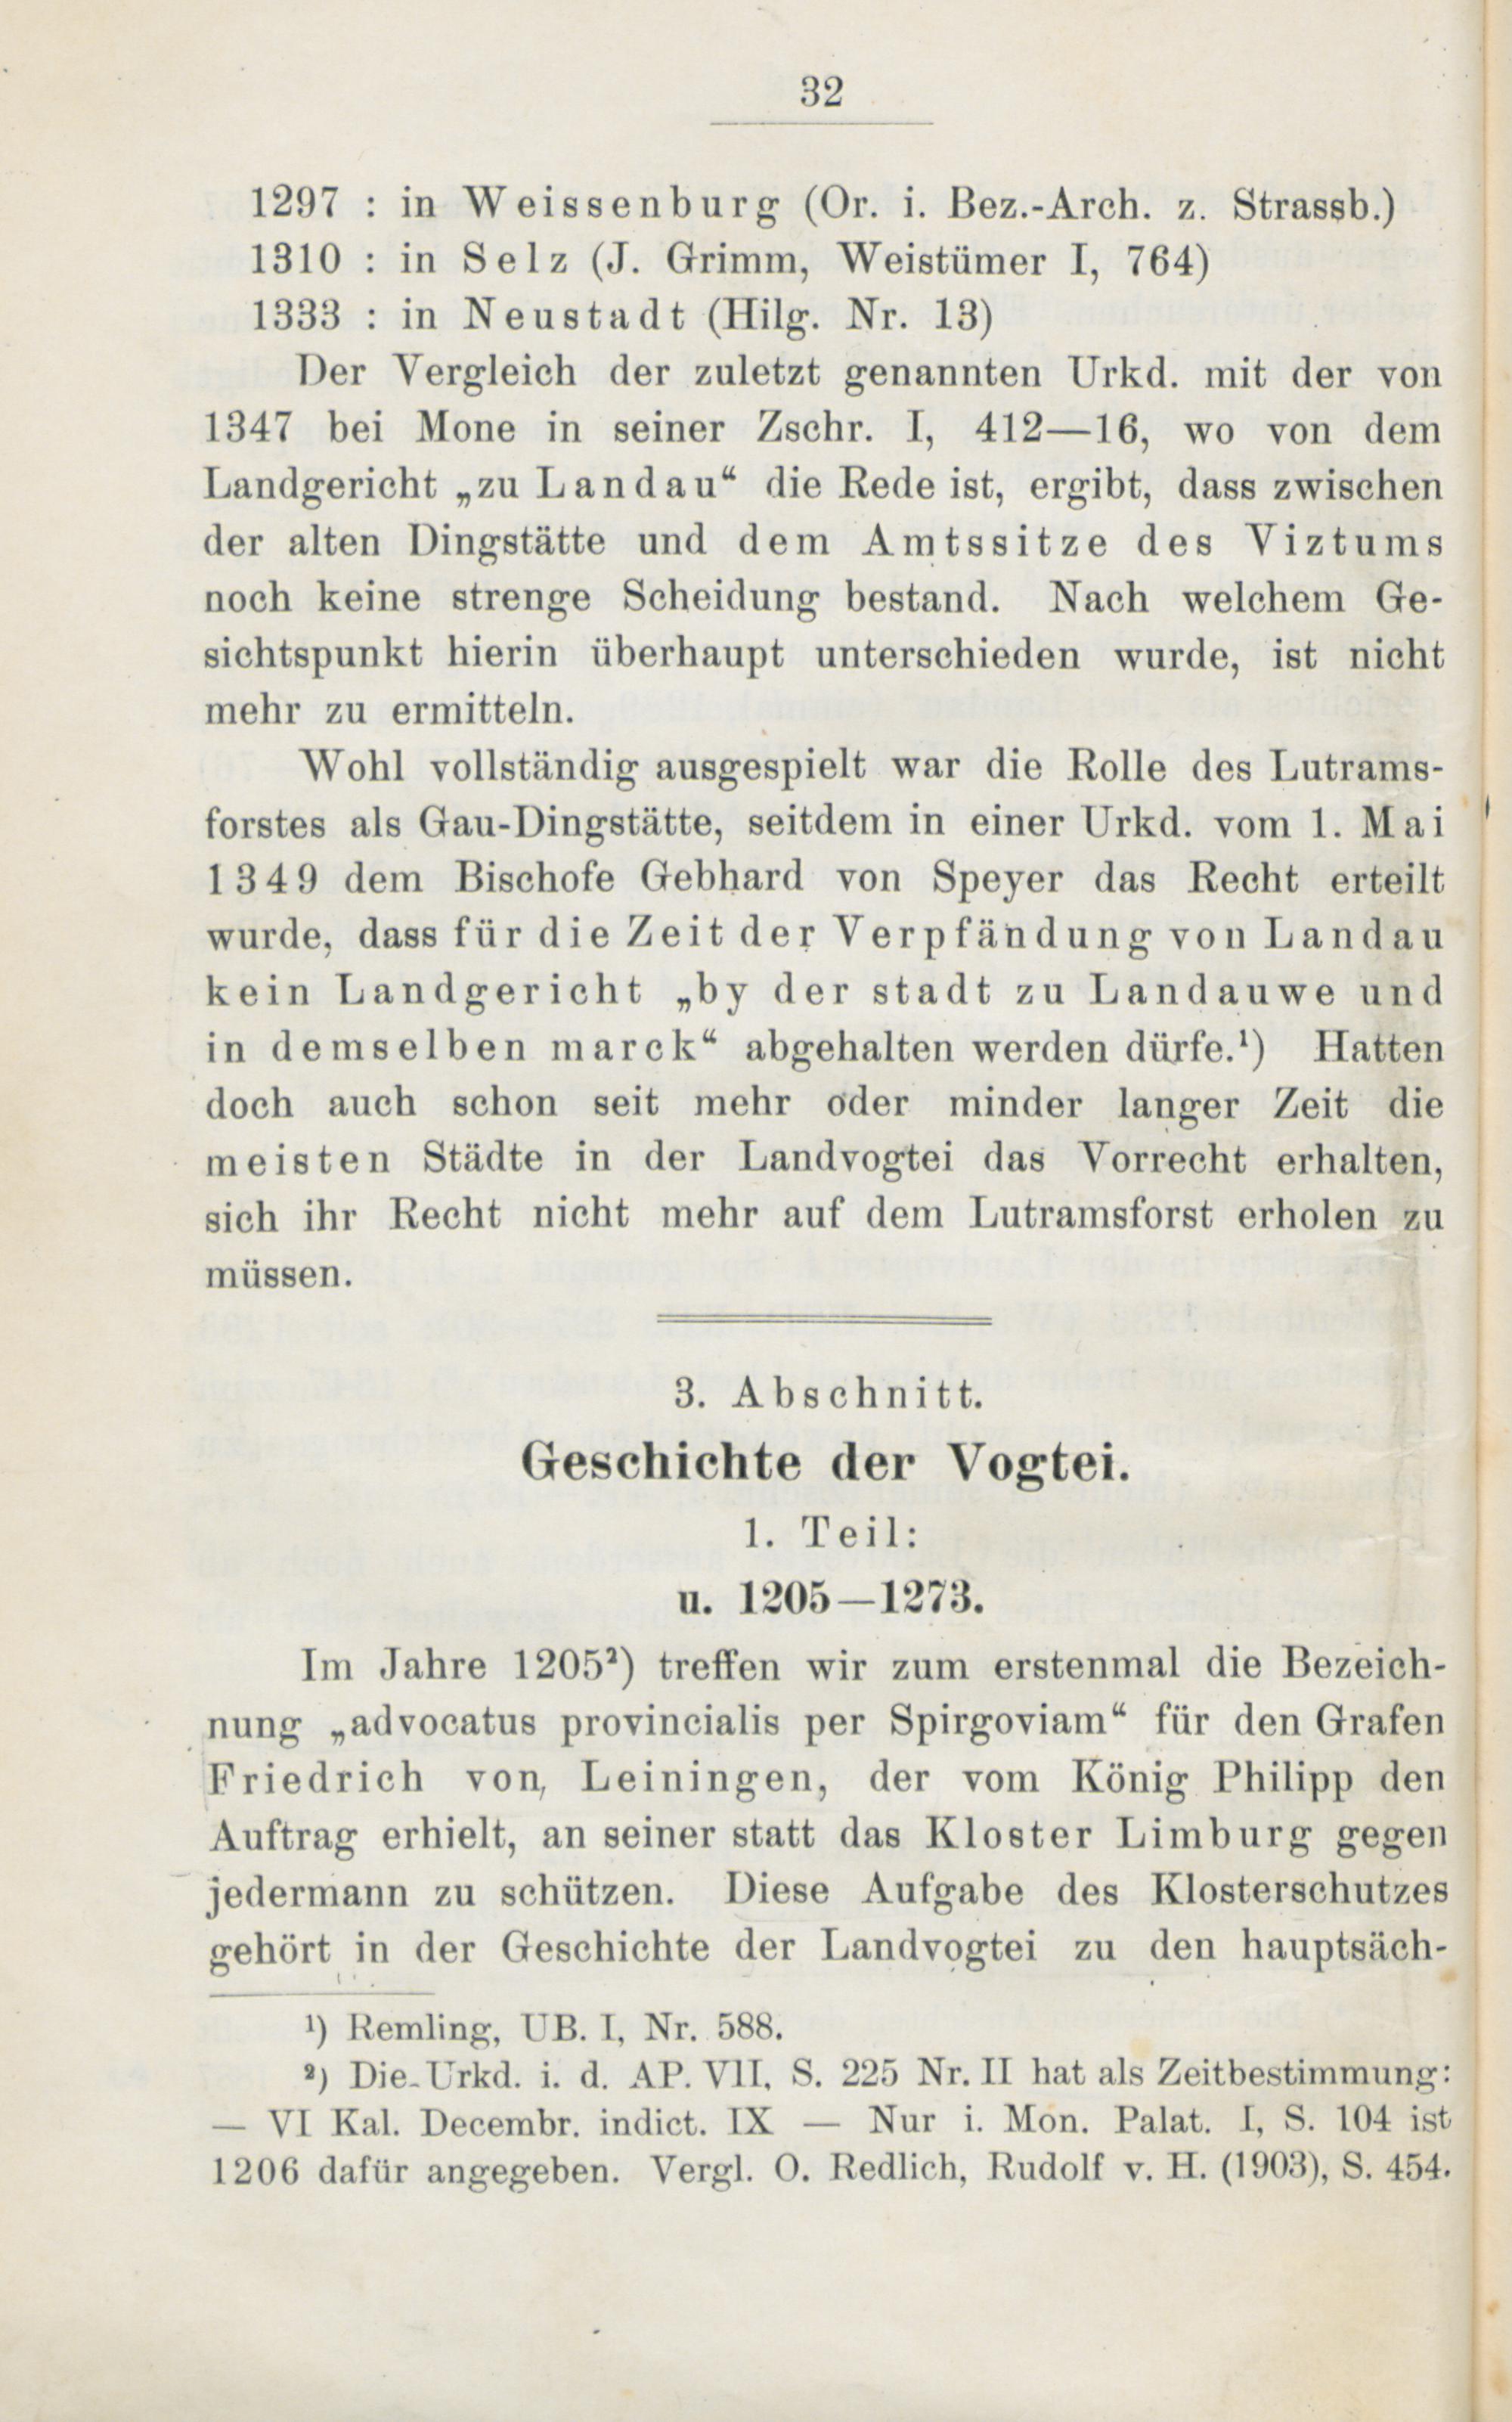 32
1297 : in Weissenburg (Or. i. Bez.-Arch. z. Strassb.)
1310 : in Selz (J. Grimm, Weistümer I, 764)
1333 : in Neustadt (Hilg. Nr. 13)
Der Vergleich der zuletzt genannten Urkd. mit der von
1347 bei Mone in seiner Zschr. I, 412—16, wo von dem
Landgericht „zu Landau“ die Rede ist, ergibt, dass zwischen
der alten Dingstätte und dem Amtssitze des Viztums
noch keine strenge Scheidung bestand. Nach welchem Ge-
sichtspunkt hierin überhaupt unterschieden wurde, ist nicht
mehr zu ermitteln.
Wohl vollständig ausgespielt war die Rolle des Lutrams-
forstes als Gau-Dingstätte, seitdem in einer Urkd. vom 1. Mai
1349 dem Bischofe Gebhard von Speyer das Recht erteilt
wurde, dass für die Zeit der Verpfändung von Landau
kein Landgericht „by der stadt zu Landauwe und
in demselben marck“ abgehalten werden dürfe.¹) Hatten
doch auch schon seit mehr oder minder langer Zeit die
meisten Städte in der Landvogtei das Vorrecht erhalten,
sich ihr Recht nicht mehr auf dem Lutramsforst erholen zu
müssen.
3. Abschnitt.
Geschichte der Vogtei.
1. Teil:
u. 1205—1273.
Im Jahre 1205²) treffen wir zum erstenmal die Bezeich-
nung „advocatus provincialis per Spirgoviam“ für den Grafen
Friedrich von, Leiningen, der vom König Philipp den
Auftrag erhielt, an seiner statt das Kloster Limburg gegen
jedermann zu schützen. Diese Aufgabe des Klosterschutzes
gehört in der Geschichte der Landvogtei zu den hauptsäch-
¹) Remling, UB. I, Nr. 588.
²) Die Urkd. i. d. AP. VII, S. 225 Nr. II hat als Zeitbestimmung:
— VI Kal. Decembr. indict. IX — Nur i. Mon. Palat. I, S. 104 ist
1206 dafür angegeben. Vergl. O. Redlich, Rudolf v. H. (1903), S. 454.